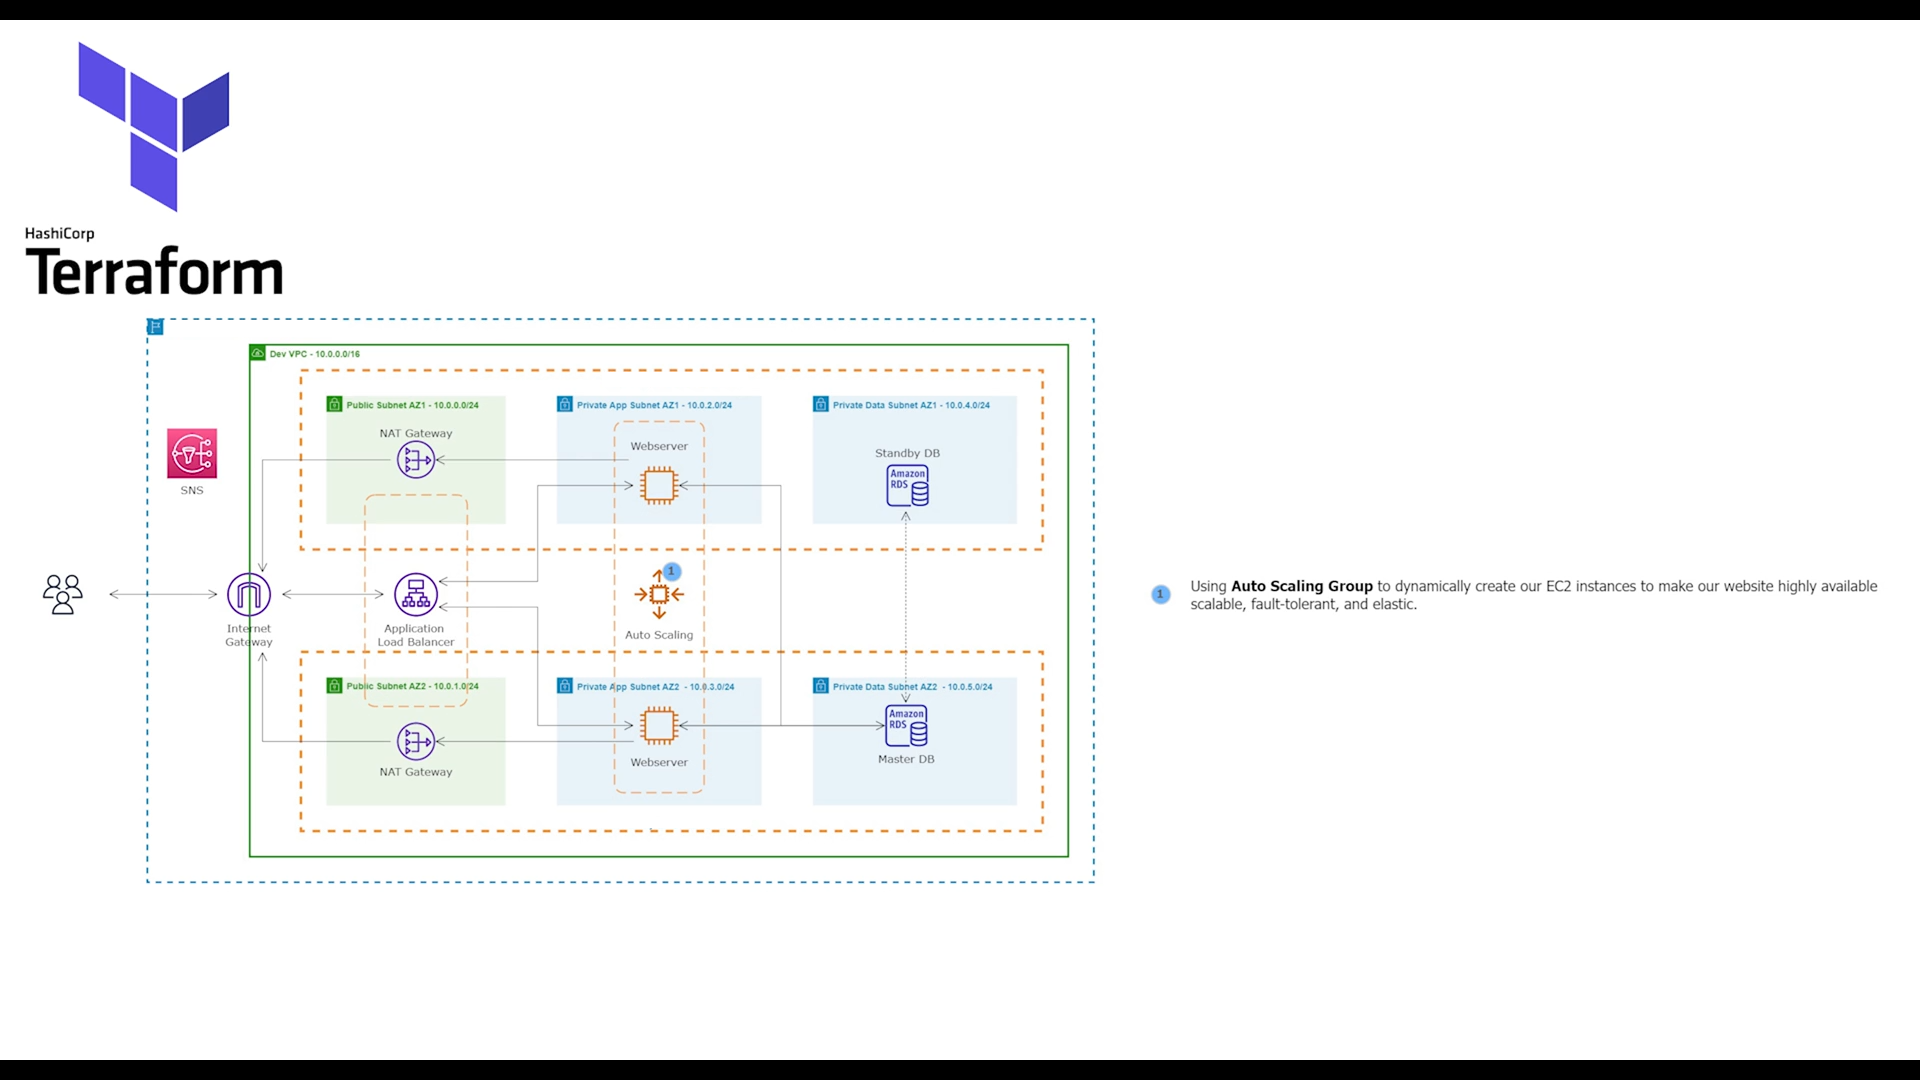 HashiCorp
Terraform
Dev VPC - 10.0.0.0/16
Public Subnet AZ1 - 10.0.0.0/24
Private App Subnet AZ1 - 10.0.2.0/24
Private Data Subnet AZ1 - 10.0.4.0/24
NAT Gateway
Webserver
Standby DB
Amazon
RDS
SNS
1
Internet
Gateway
Application
Load Balancer
Auto Scaling
1
Using Auto Scaling Group to dynamically create our EC2 instances to make our website highly available
scalable, fault-tolerant, and elastic.
Public Subnet AZ2 - 10.0.1.0/24
Private App Subnet AZ2 - 10.0.3.0/24
Private Data Subnet AZ2 - 10.0.5.0/24
Amazon
RDS
NAT Gateway
Webserver
Master DB